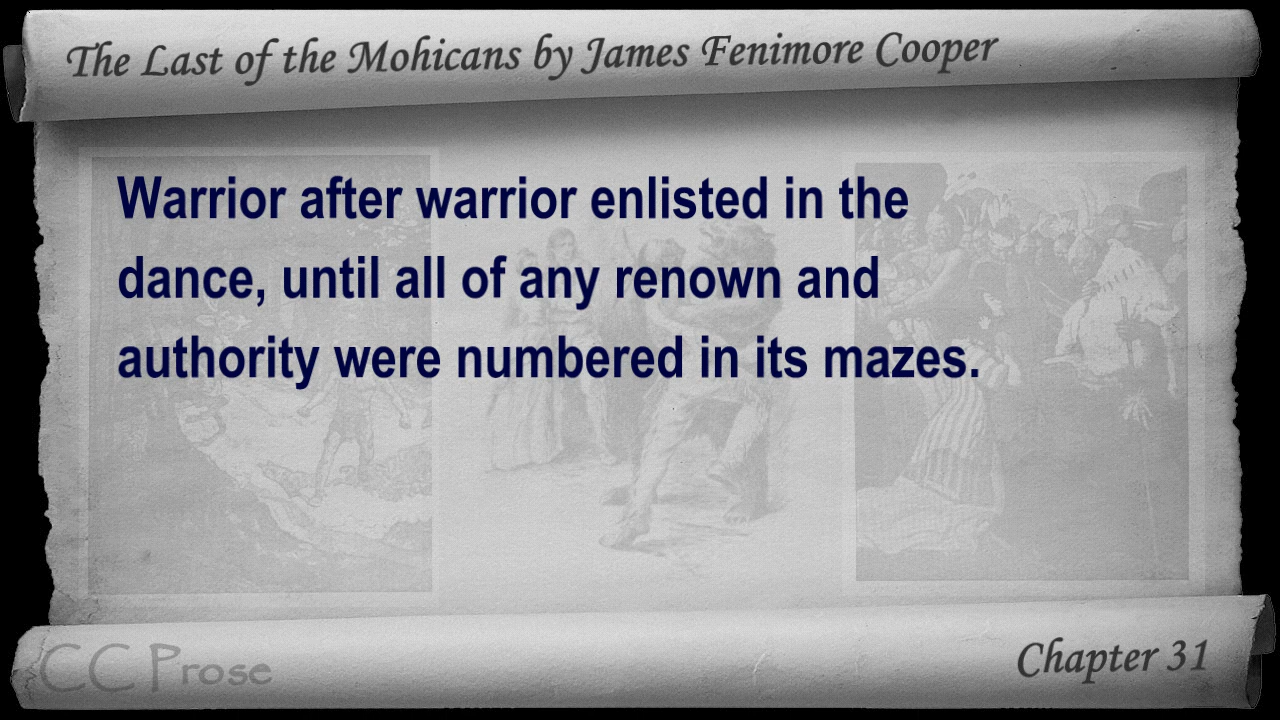 The Last of the Mohicans by James Fenimore Cooper
Warrior after warrior enlisted in the
dance, until all of any renown and
authority were numbered in its mazes.
CC Prose
Chapter 31